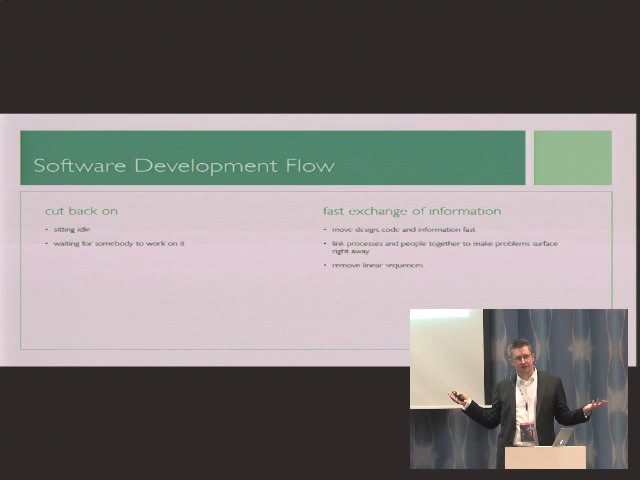 Software Development Flow
cut back on
• sitting idle
• waiting for somebody to work on it
fast exchange of information
• move design, code and information fast
• link processes and people together to make problems surface
right away
• remove linear sequences